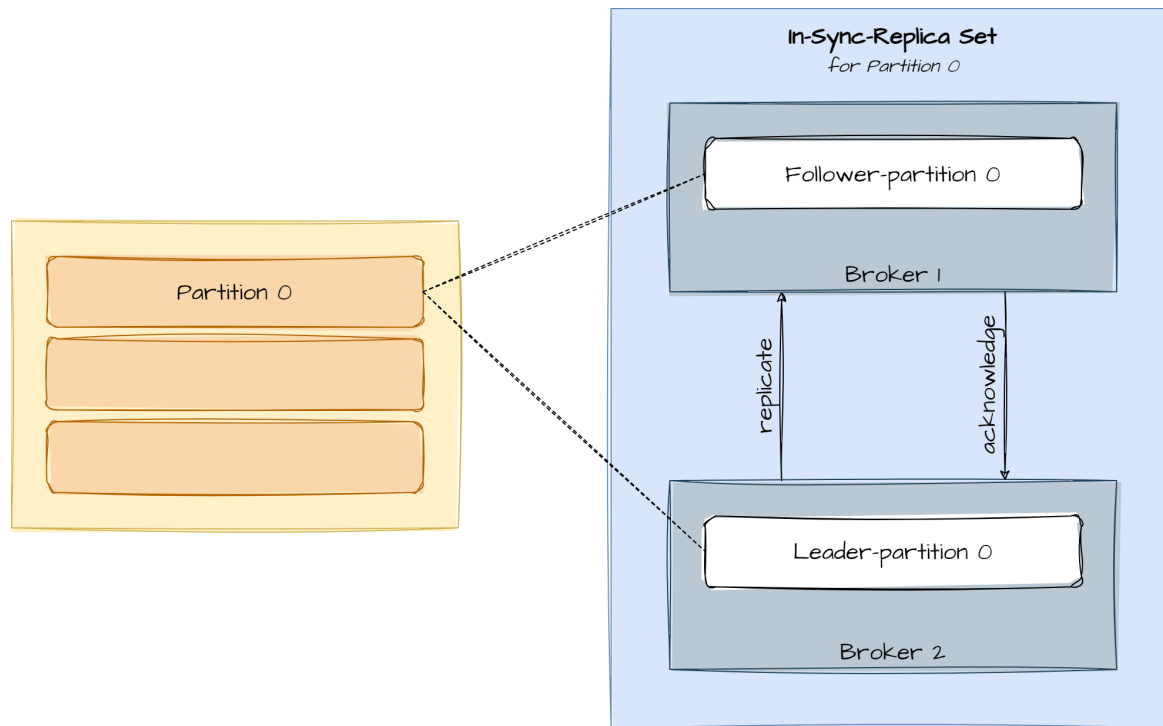 In-Sync-Replica Set
for Partition 0
Follower-partition 0
Broker 1
Partition 0
replicate
acknowledge
Leader-partition 0
Broker 2